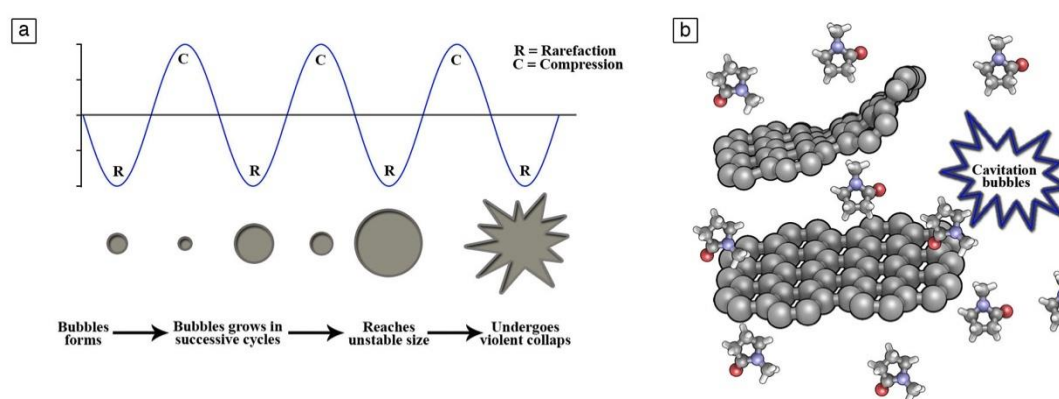 a
C
C
C
R = Rarefaction
C = Compression
R
R
R
R
Bubbles
forms
Bubbles grows in
successive cycles
Reaches
unstable size
Undergoes
violent collaps
b
Cavitation
bubbles